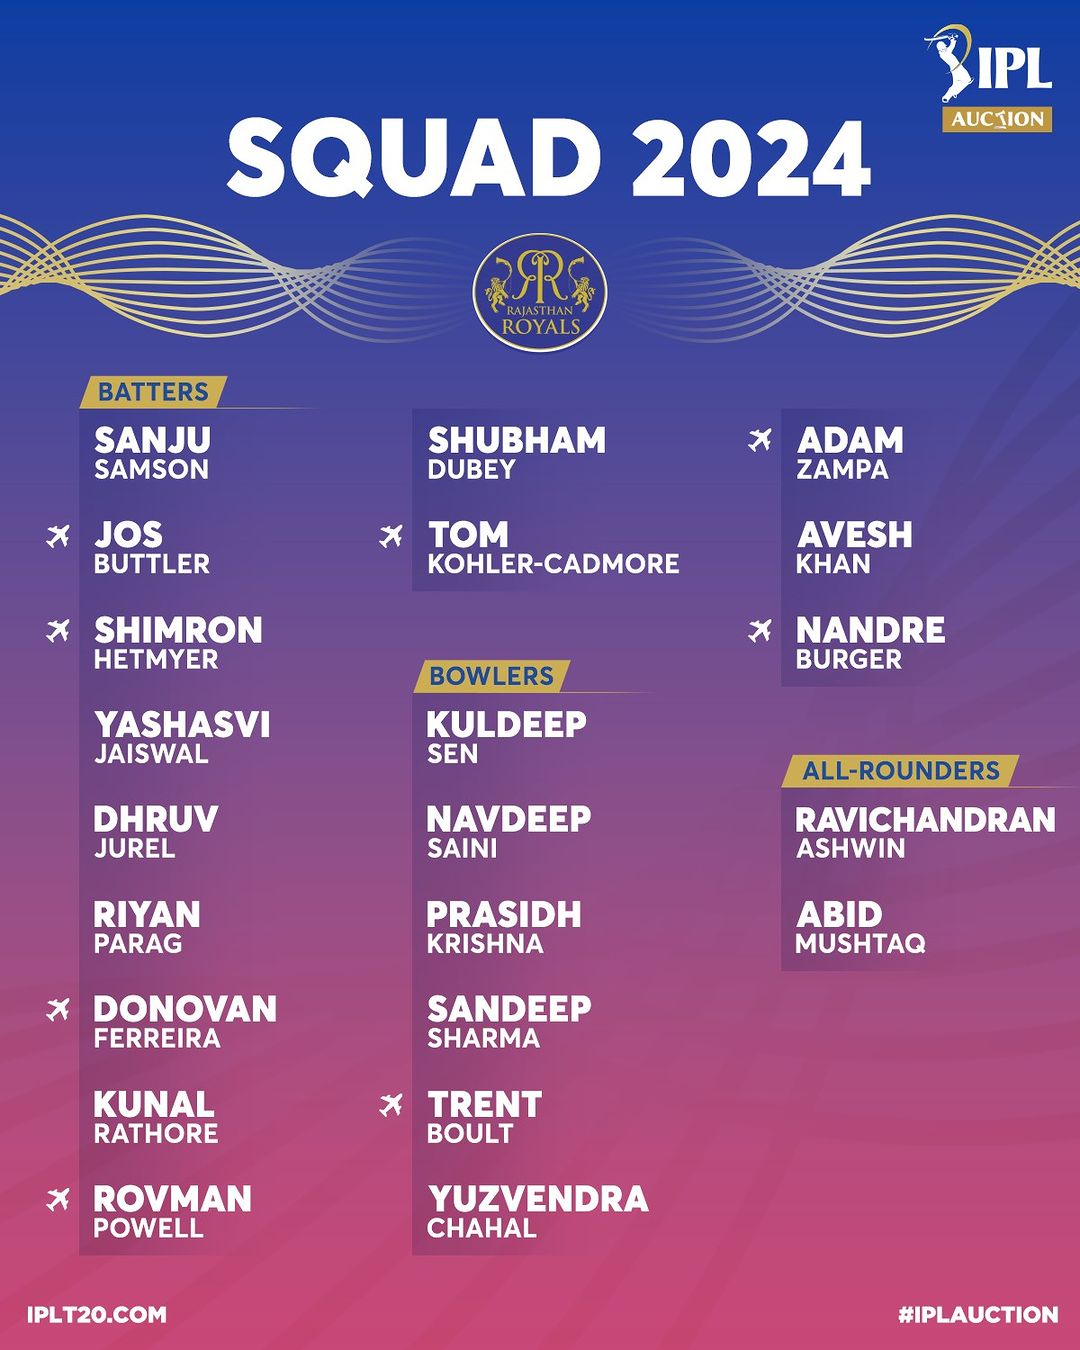 IPL
AUCTION
SQUAD 2024
RR
RAJASTHAN
ROYALS
BATTERS
SANJU
SAMSON
JOS
BUTTLER
SHIMRON
HETMYER
YASHASVI
JAISWAL
DHRUV
JUREL
RIYAN
PARAG
DONOVAN
FERREIRA
KUNAL
RATHORE
ROVMAN
POWELL
SHUBHAM
DUBEY
TOM
KOHLER-CADMORE
BOWLERS
KULDEEP
SEN
NAVDEEP
SAINI
PRASIDH
KRISHNA
SANDEEP
SHARMA
TRENT
BOULT
YUZVENDRA
CHAHAL
ADAM
ZAMPA
AVESH
KHAN
NANDRE
BURGER
ALL-ROUNDERS
RAVICHANDRAN
ASHWIN
ABID
MUSHTAQ
IPLT20.COM
#IPLAUCTION